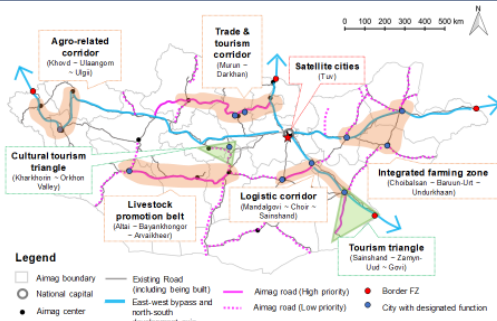 N
0 100 200 300 400 500 km
Agro-related
corridor
(Khovd ~ Ulaangom
~ Ulgii)
Trade &
tourism
corridor
(Murun ~
Darkhan)
Satellite cities
(Tuv)
Cultural tourism
triangle
(Kharkhorin ~ Orkhon
Valley)
Livestock
promotion belt
(Altai ~ Bayankhongor
~ Arvaikheer)
Logistic corridor
(Mandalgovi ~ Choir ~
Sainshand)
Integrated farming zone
(Choibalsan ~ Baruun-Urt ~
Undurkhaan)
Tourism triangle
(Sainshand ~ Zamyn-
Uud ~ Govi)
Legend
Aimag boundary
National capital
Aimag center
Existing Road
(including being built)
East-west bypass and
north-south
Aimag road (High priority)
Aimag road (Low priority)
Border FZ
City with designated function